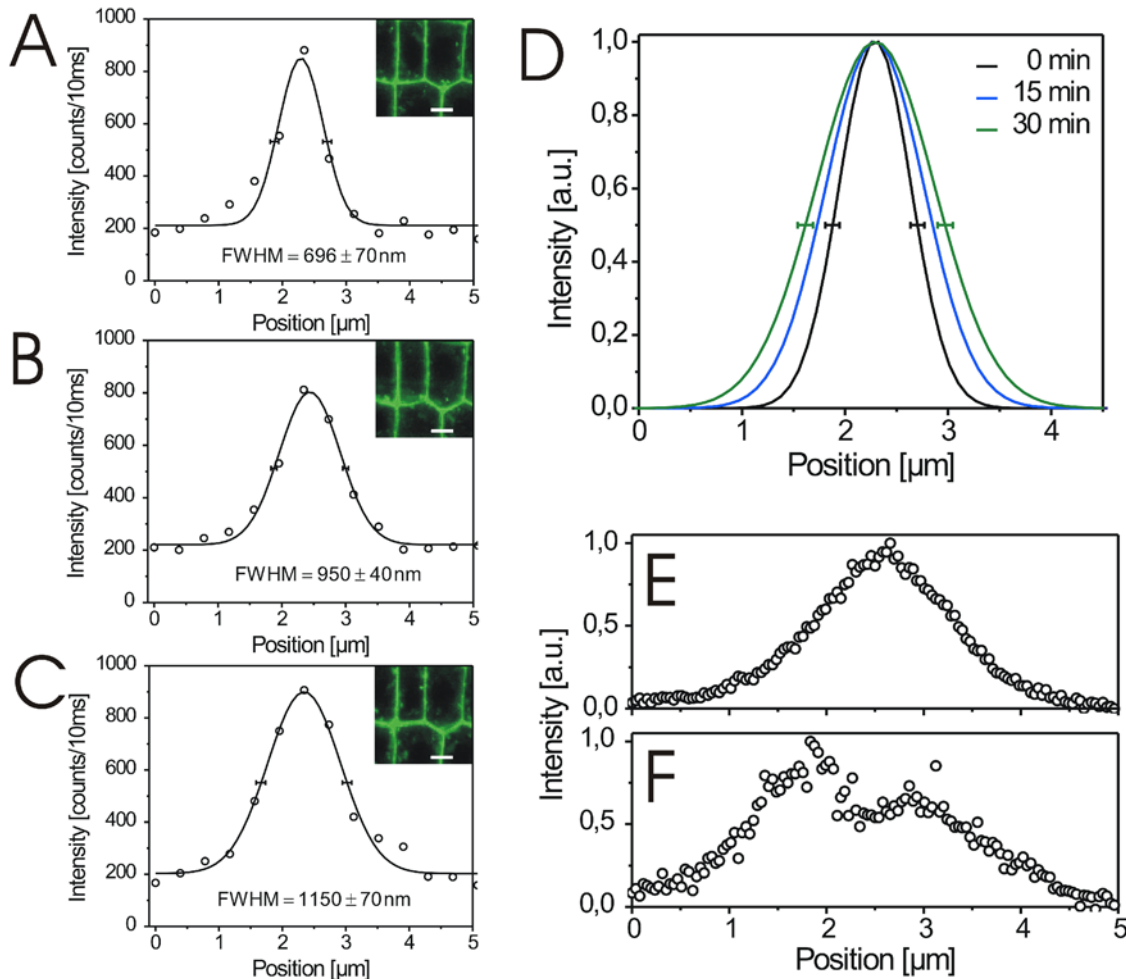 A
Intensity [counts/10ms]
1000
800
600
400
200
0
FWHM = 696 ± 70 nm
0 1 2 3 4 5
Position [µm]
B
Intensity [counts/10ms]
1000
800
600
400
200
0
FWHM = 950 ± 40 nm
0 1 2 3 4 5
Position [µm]
C
Intensity [counts/10ms]
1000
800
600
400
200
0
FWHM = 1150 ± 70 nm
0 1 2 3 4 5
Position [µm]
D
Intensity [a.u.]
1,0
0,8
0,6
0,4
0,2
0,0
0 min
15 min
30 min
0 1 2 3 4
Position [µm]
E
1,0
0,5
0,0
Intensity [a.u.]
F
1,0
0,5
0,0
0 1 2 3 4 5
Position [µm]